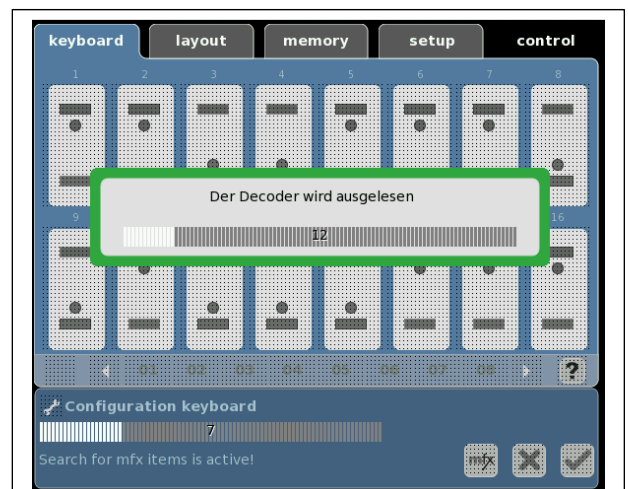 keyboard layout memory setup control
1 2 3 4 5 6 7 8
Der Decoder wird ausgelesen
12
9 16
01 02 03 04 05 06 07 08 ?
Configuration keyboard
7
Search for mfx items is active!
mfx